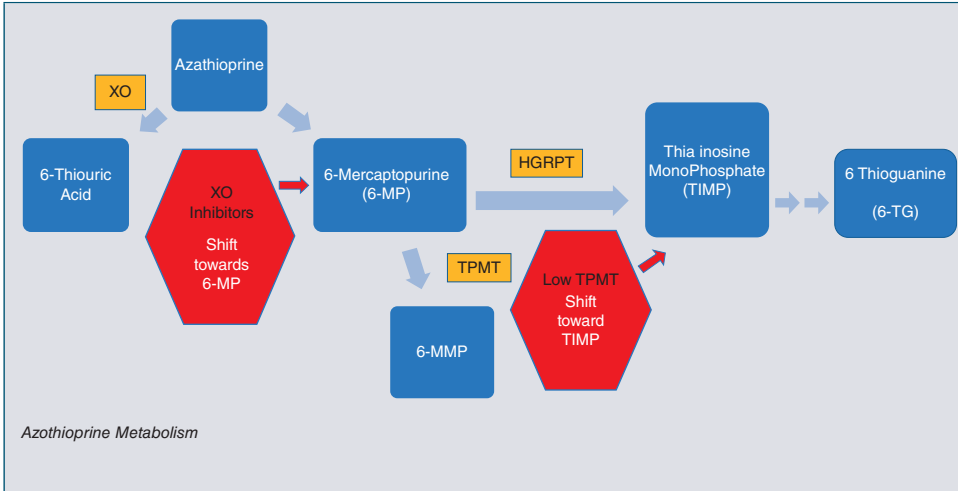 Azathioprine
XO
6-Thiouric
Acid
XO
Inhibitors
Shift
towards
6-MP
6-Mercaptopurine
(6-MP)
HGRPT
Thia inosine
MonoPhosphate
(TIMP)
6 Thioguanine
(6-TG)
TPMT
Low TPMT
Shift
toward
TIMP
6-MMP
Azothioprine Metabolism